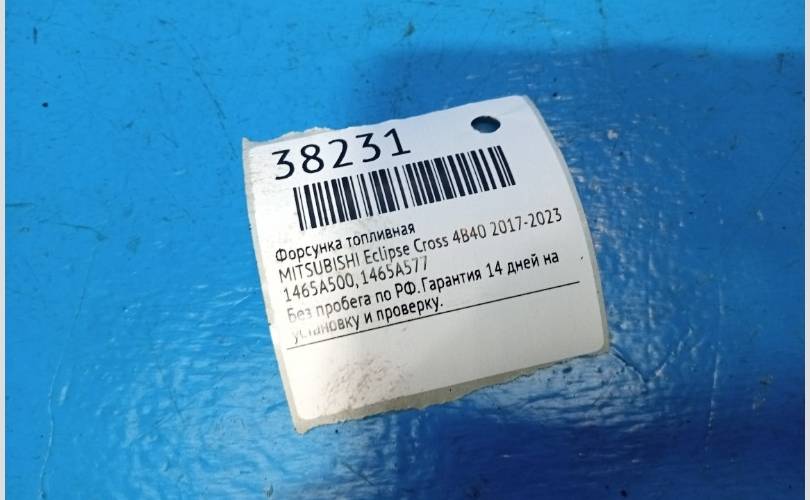 38231
Форсунка топливная
MITSUBISHI Eclipse Cross 4B40 2017-2023
1465A500,1465A577
Без пробега по РФ.Гарантия 14 дней на
установку и проверку.